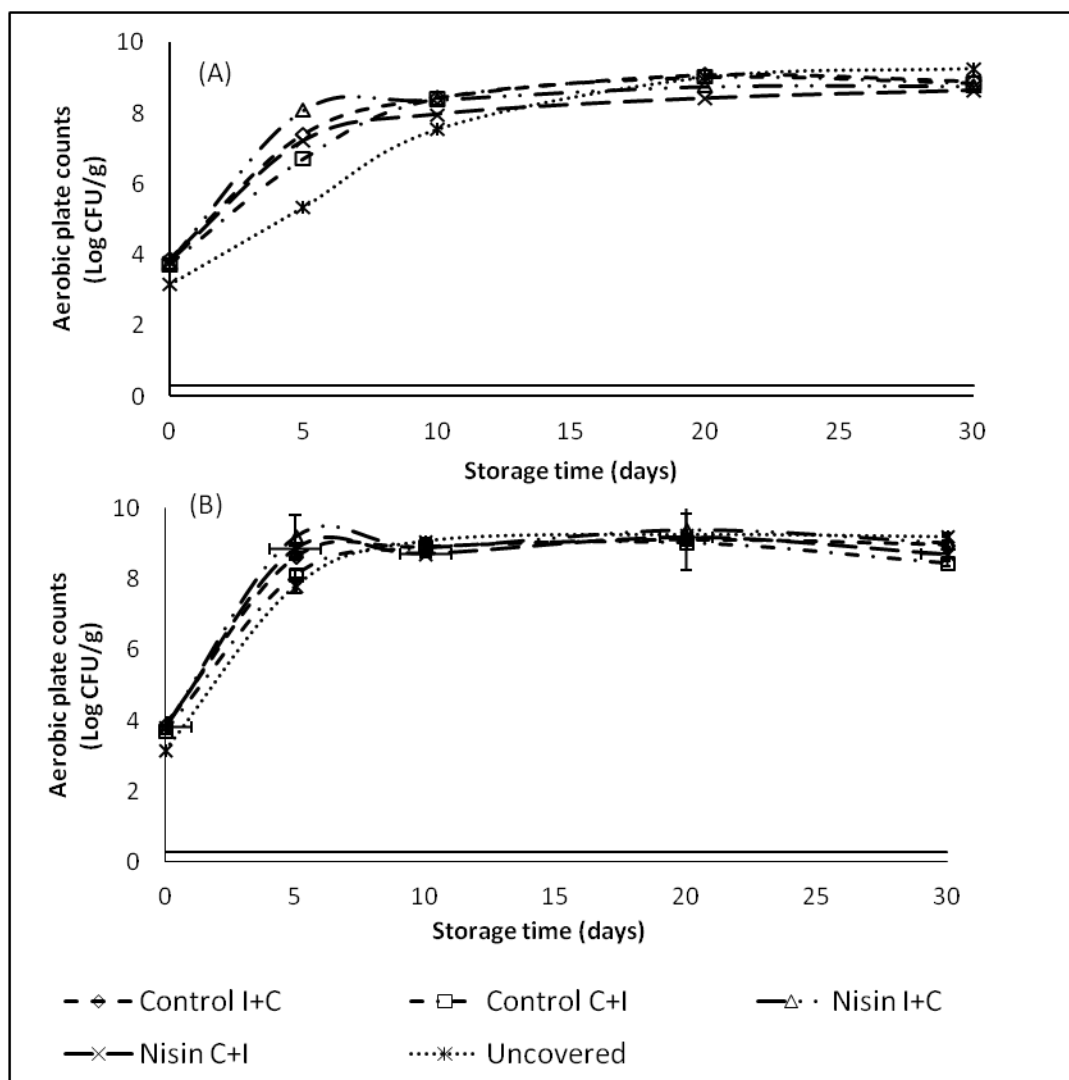 (A)
10
8
6
4
2
0
Aerobic plate counts
(Log CFU/g)
0 5 10 15 20 25 30
Storage time (days)
(B)
10
8
6
4
2
0
Aerobic plate counts
(Log CFU/g)
0 5 10 15 20 25 30
Storage time (days)
Control I+C Control C+I Nisin I+C
Nisin C+I Uncovered